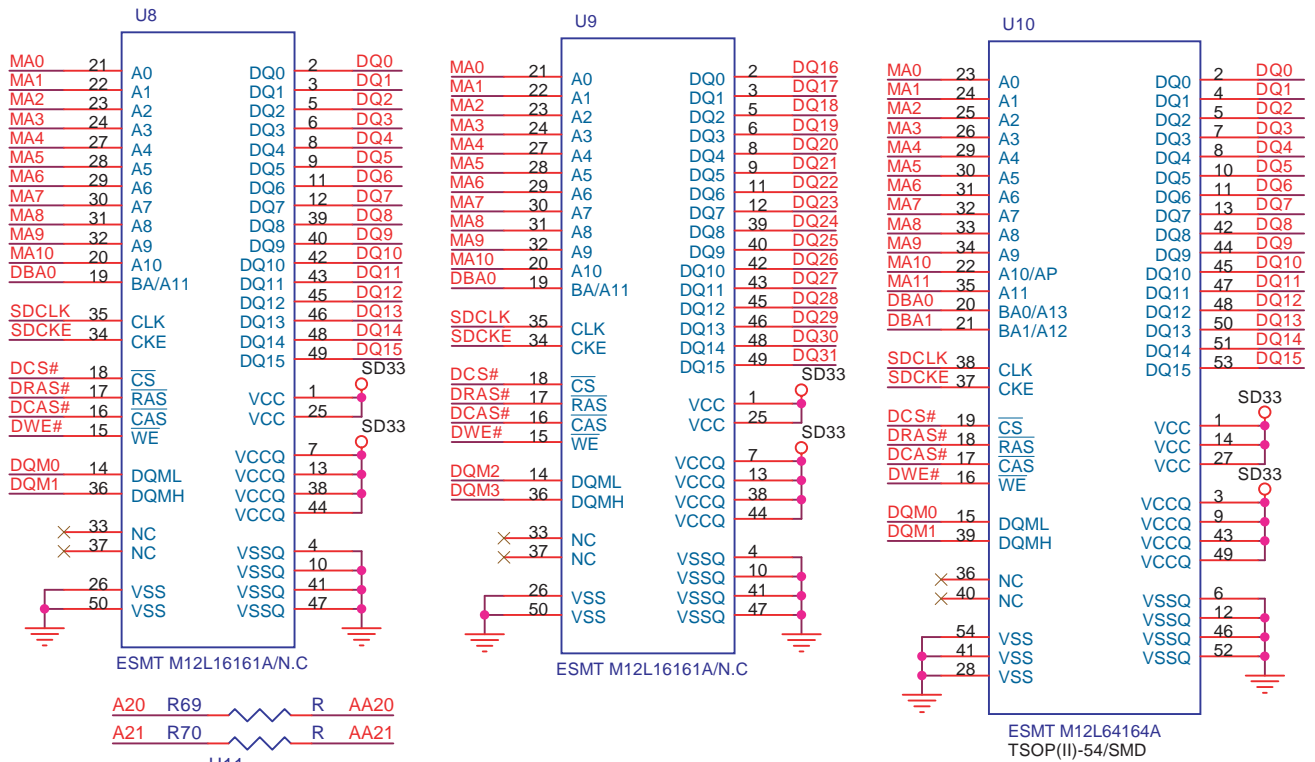 U8
MA0 21 A0 DQ0 2 DQ0
MA1 22 A1 DQ1 3 DQ1
MA2 23 A2 DQ2 5 DQ2
MA3 24 A3 DQ3 6 DQ3
MA4 27 A4 DQ4 8 DQ4
MA5 28 A5 DQ5 9 DQ5
MA6 29 A6 DQ6 11 DQ6
MA7 30 A7 DQ7 12 DQ7
MA8 31 A8 DQ8 39 DQ8
MA9 32 A9 DQ9 40 DQ9
MA10 20 A10 DQ10 42 DQ10
DBA0 19 BA/A11 DQ11 43 DQ11
DQ12 45 DQ12
SDCLK 35 CLK DQ13 46 DQ13
SDCKE 34 CKE DQ14 48 DQ14
DQ15 49 DQ15
SD33
DCS# 18 CS
DRAS# 17 RAS VCC 1
DCAS# 16 CAS VCC 25
DWE# 15 WE SD33
VCCQ 7
DQM0 14 DQML VCCQ 13
DQM1 36 DQMH VCCQ 38
VCCQ 44
33 NC
37 NC VSSQ 4
VSSQ 10
26 VSS VSSQ 41
50 VSS VSSQ 47
ESMT M12L16161A/N.C
U9
MA0 21 A0 DQ0 2 DQ16
MA1 22 A1 DQ1 3 DQ17
MA2 23 A2 DQ2 5 DQ18
MA3 24 A3 DQ3 6 DQ19
MA4 27 A4 DQ4 8 DQ20
MA5 28 A5 DQ5 9 DQ21
MA6 29 A6 DQ6 11 DQ22
MA7 30 A7 DQ7 12 DQ23
MA8 31 A8 DQ8 39 DQ24
MA9 32 A9 DQ9 40 DQ25
MA10 20 A10 DQ10 42 DQ26
DBA0 19 BA/A11 DQ11 43 DQ27
DQ12 45 DQ28
SDCLK 35 CLK DQ13 46 DQ29
SDCKE 34 CKE DQ14 48 DQ30
DQ15 49 DQ31
SD33
DCS# 18 CS
DRAS# 17 RAS VCC 1
DCAS# 16 CAS VCC 25
DWE# 15 WE SD33
VCCQ 7
DQM2 14 DQML VCCQ 13
DQM3 36 DQMH VCCQ 38
VCCQ 44
33 NC
37 NC VSSQ 4
VSSQ 10
26 VSS VSSQ 41
50 VSS VSSQ 47
ESMT M12L16161A/N.C
U10
MA0 23 A0 DQ0 2 DQ0
MA1 24 A1 DQ1 4 DQ1
MA2 25 A2 DQ2 5 DQ2
MA3 26 A3 DQ3 7 DQ3
MA4 29 A4 DQ4 8 DQ4
MA5 30 A5 DQ5 10 DQ5
MA6 31 A6 DQ6 11 DQ6
MA7 32 A7 DQ7 13 DQ7
MA8 33 A8 DQ8 42 DQ8
MA9 34 A9 DQ9 44 DQ9
MA10 22 A10/AP DQ10 45 DQ10
MA11 35 A11 DQ11 47 DQ11
DBA0 20 BA0/A13 DQ12 48 DQ12
DBA1 21 BA1/A12 DQ13 50 DQ13
DQ14 51 DQ14
SDCLK 38 CLK DQ15 53 DQ15
SDCKE 37 CKE
SD33
DCS# 19 CS VCC 1
DRAS# 18 RAS VCC 14
DCAS# 17 CAS VCC 27
DWE# 16 WE SD33
VCCQ 3
DQM0 15 DQML VCCQ 9
DQM1 39 DQMH VCCQ 43
VCCQ 49
36 NC
40 NC VSSQ 6
VSSQ 12
54 VSS VSSQ 46
41 VSS VSSQ 52
28 VSS
ESMT M12L64164A
TSOP(II)-54/SMD
A20 R69 R AA20
A21 R70 R AA21